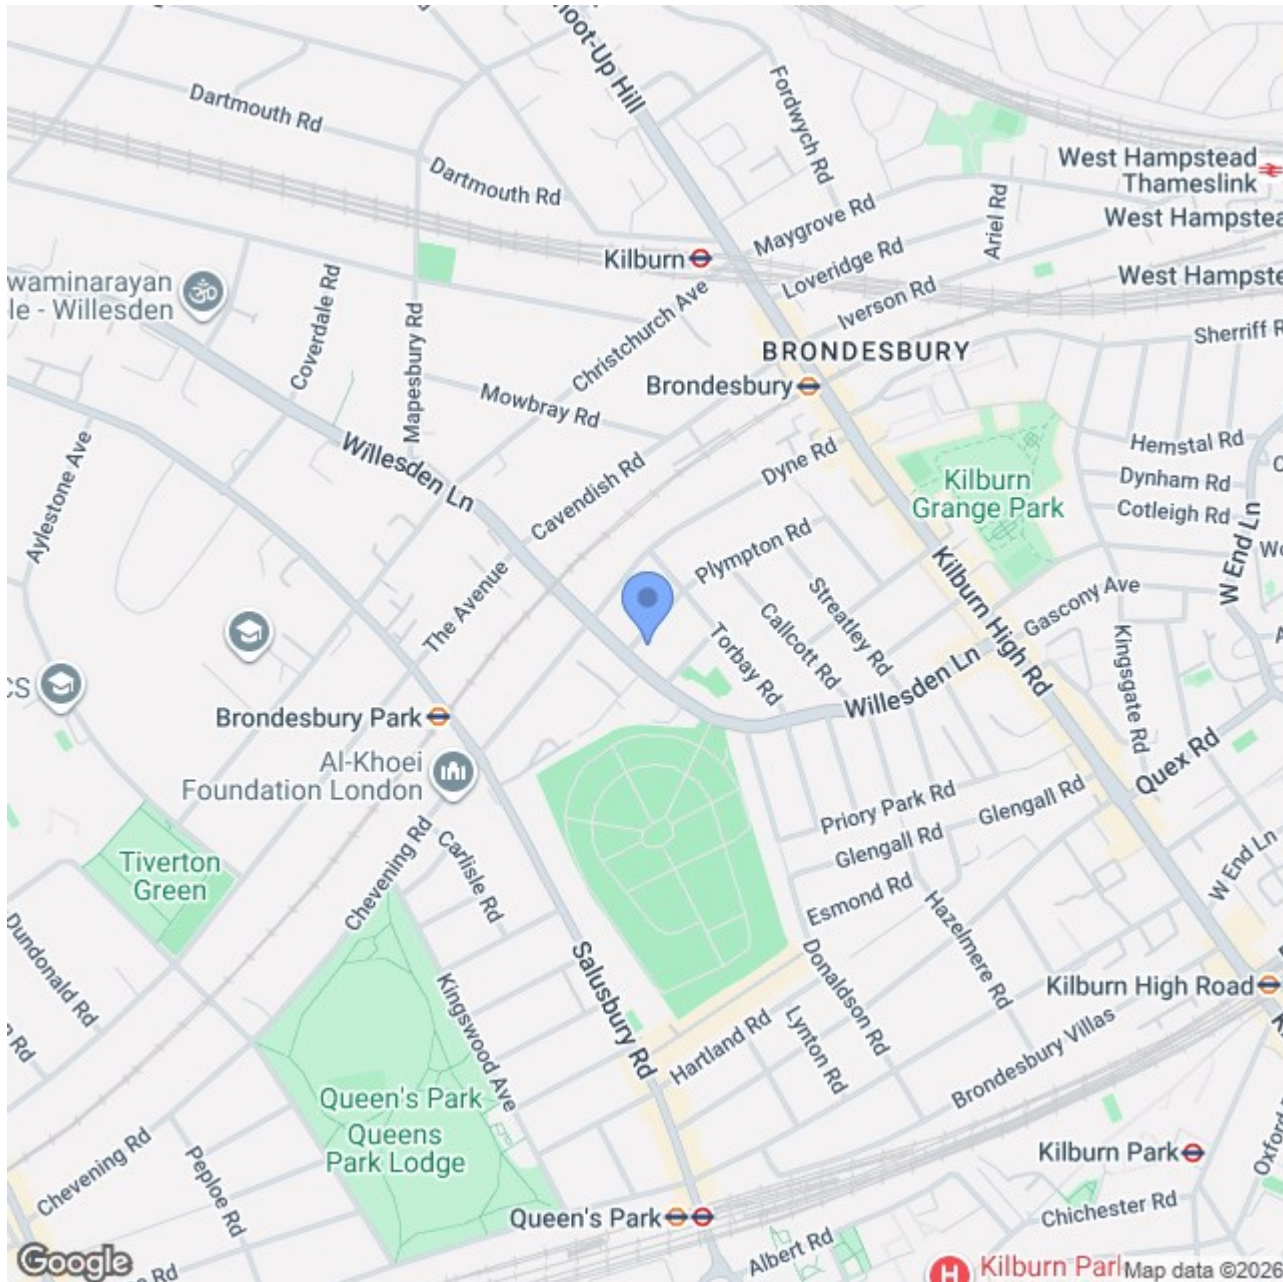 hoot-Up Hill
Fordwych Rd
Dartmouth Rd
Dartmouth Rd
West Hampstead
Thameslink
Ariel Rd
Maygrove Rd
West Hampstea
Kilburn
Loveridge Rd
West Hampste
waminarayan
le - Willesden
Coverdale Rd
Mapesbury Rd
Christchurch Ave
Iverson Rd
Sherriff R
BRONDESBURY
Brondesbury
Mowbray Rd
Aylestone Ave
Willesden Ln
Cavendish Rd
Dyne Rd
Kilburn
Grange Park
Hemstal Rd
Dynham Rd
Cotleigh Rd
W End Ln
C
Wo
The Avenue
Plympton Rd
Callcott Rd
Streatley Rd
Kilburn High Rd
Gascony Ave
Torbay Rd
Willesden Ln
Kingsgate Rd
A
CS
Brondesbury Park
Al-Khoei
Foundation London
Quex Rd
Priory Park Rd
Glengall Rd
Glengall Rd
Esmond Rd
Hazelmere Rd
W End Ln
Tiverton
Green
Chevening Rd
Carlisle Rd
Dundonald Rd
n Rd
Kingswood Ave
Salusbury Rd
Donaldson Rd
Lynton Rd
Hartland Rd
Kilburn High Road
Brondesbury Villas
Queen's Park
Queens
Park Lodge
Chevening Rd
Peploe Rd
Kilburn Park
Oxford
Chichester Rd
Queen's Park
Albert Rd
H
Kilburn Park
Google
e Rd
Map data ©2026